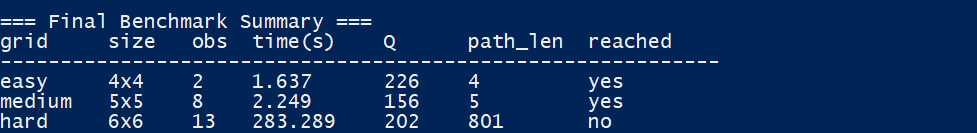 === Final Benchmark Summary ===
grid size obs time(s) Q path_len reached
------------------------------------------------------------
easy 4x4 2 1.637 226 4 yes
medium 5x5 8 2.249 156 5 yes
hard 6x6 13 283.289 202 801 no